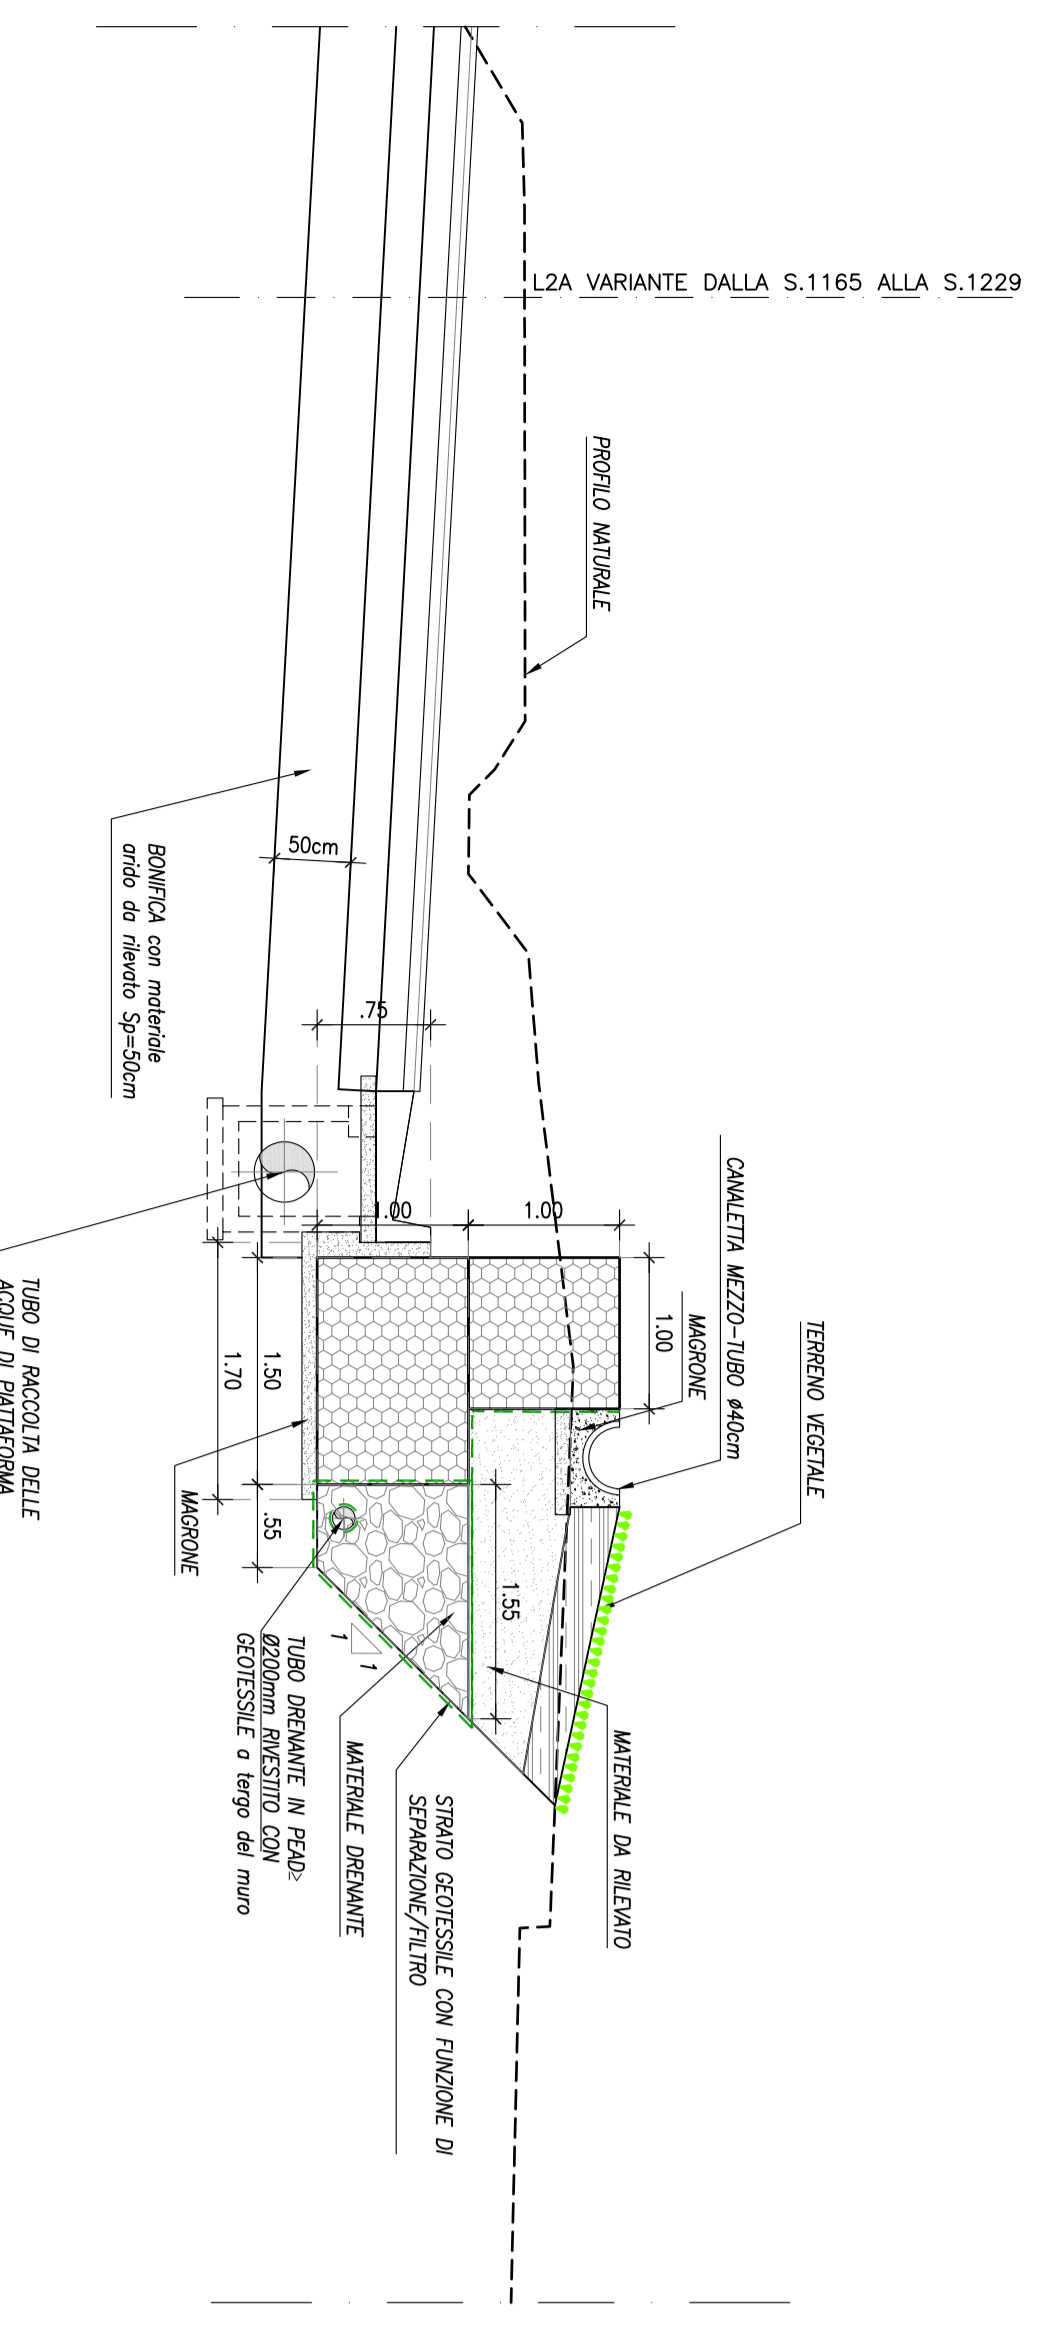 L2A VARIANTE DALLA S.1165 ALLA S.1229
PROFILO NATURALE
50cm
BONIFICA con materiale
arido da rilevato Sp=50cm
.75
1.00
1.00
1.00
TERRENO VEGETALE
CANALETTA MEZZO-TUBO ø40cm
MAGRONE
1.50
1.70
.55
1.55
1
1
TUBO DI RACCOLTA DELLE
ACQUE DI PIATTAFORMA
MAGRONE
TUBO DRENANTE IN PEAD≥
Ø200mm RIVESTITO CON
GEOTESSILE a tergo del muro
MATERIALE DRENANTE
STRATO GEOTESSILE CON FUNZIONE DI
SEPARAZIONE/FILTRO
MATERIALE DA RILEVATO